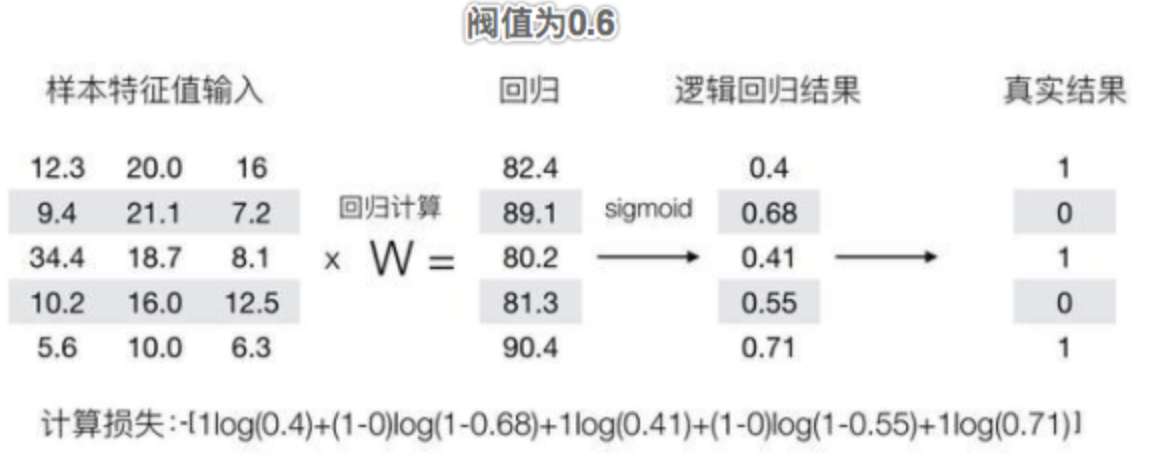 阀值为0.6
样本特征值输入 回归 逻辑回归结果 真实结果
12.3 20.0 16 82.4 0.4 1
9.4 21.1 7.2 回归计算 89.1 sigmoid 0.68 0
34.4 18.7 8.1 x W = 80.2 0.41 1
10.2 16.0 12.5 81.3 0.55 0
5.6 10.0 6.3 90.4 0.71 1
计算损失:-[1log(0.4)+(1-0)log(1-0.68)+1log(0.41)+(1-0)log(1-0.55)+1log(0.71)]